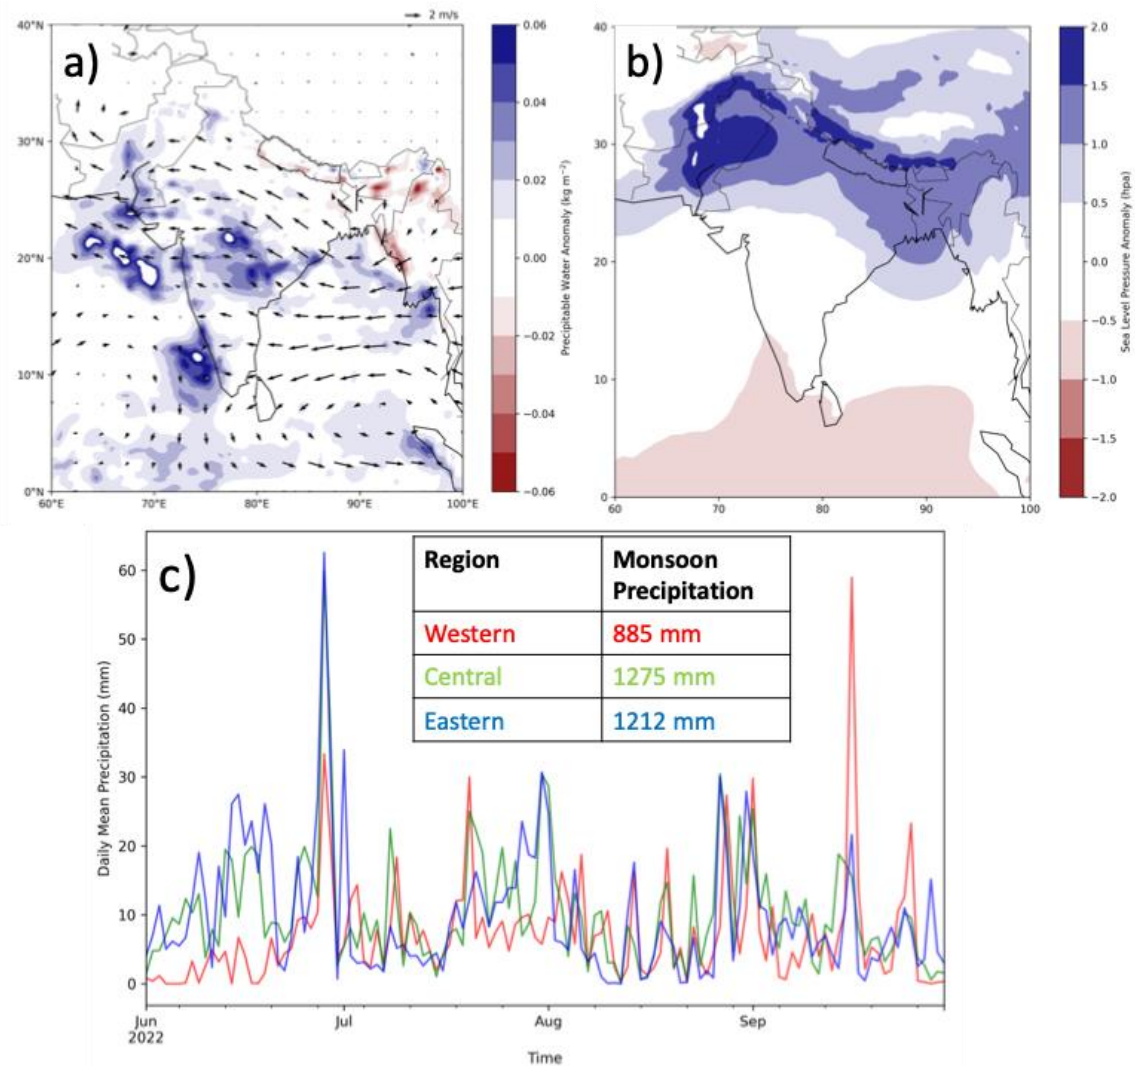 2 m/s
a)
40°N
30°N
20°N
10°N
0°N
60°E
70°E
80°E
90°E
100°E
0.06
0.04
0.02
0.00
−0.02
−0.04
−0.06
Precipitable Water Anomaly (kg m⁻²)
b)
40
30
20
10
0
60
70
80
90
100
2.0
1.5
1.0
0.5
0.0
−0.5
−1.0
−1.5
−2.0
Sea Level Pressure Anomaly (hpa)
c)
Region
Monsoon
Precipitation
Western
885 mm
Central
1275 mm
Eastern
1212 mm
60
50
40
30
20
10
0
Daily Mean Precipitation (mm)
Jun
2022
Jul
Aug
Sep
Time